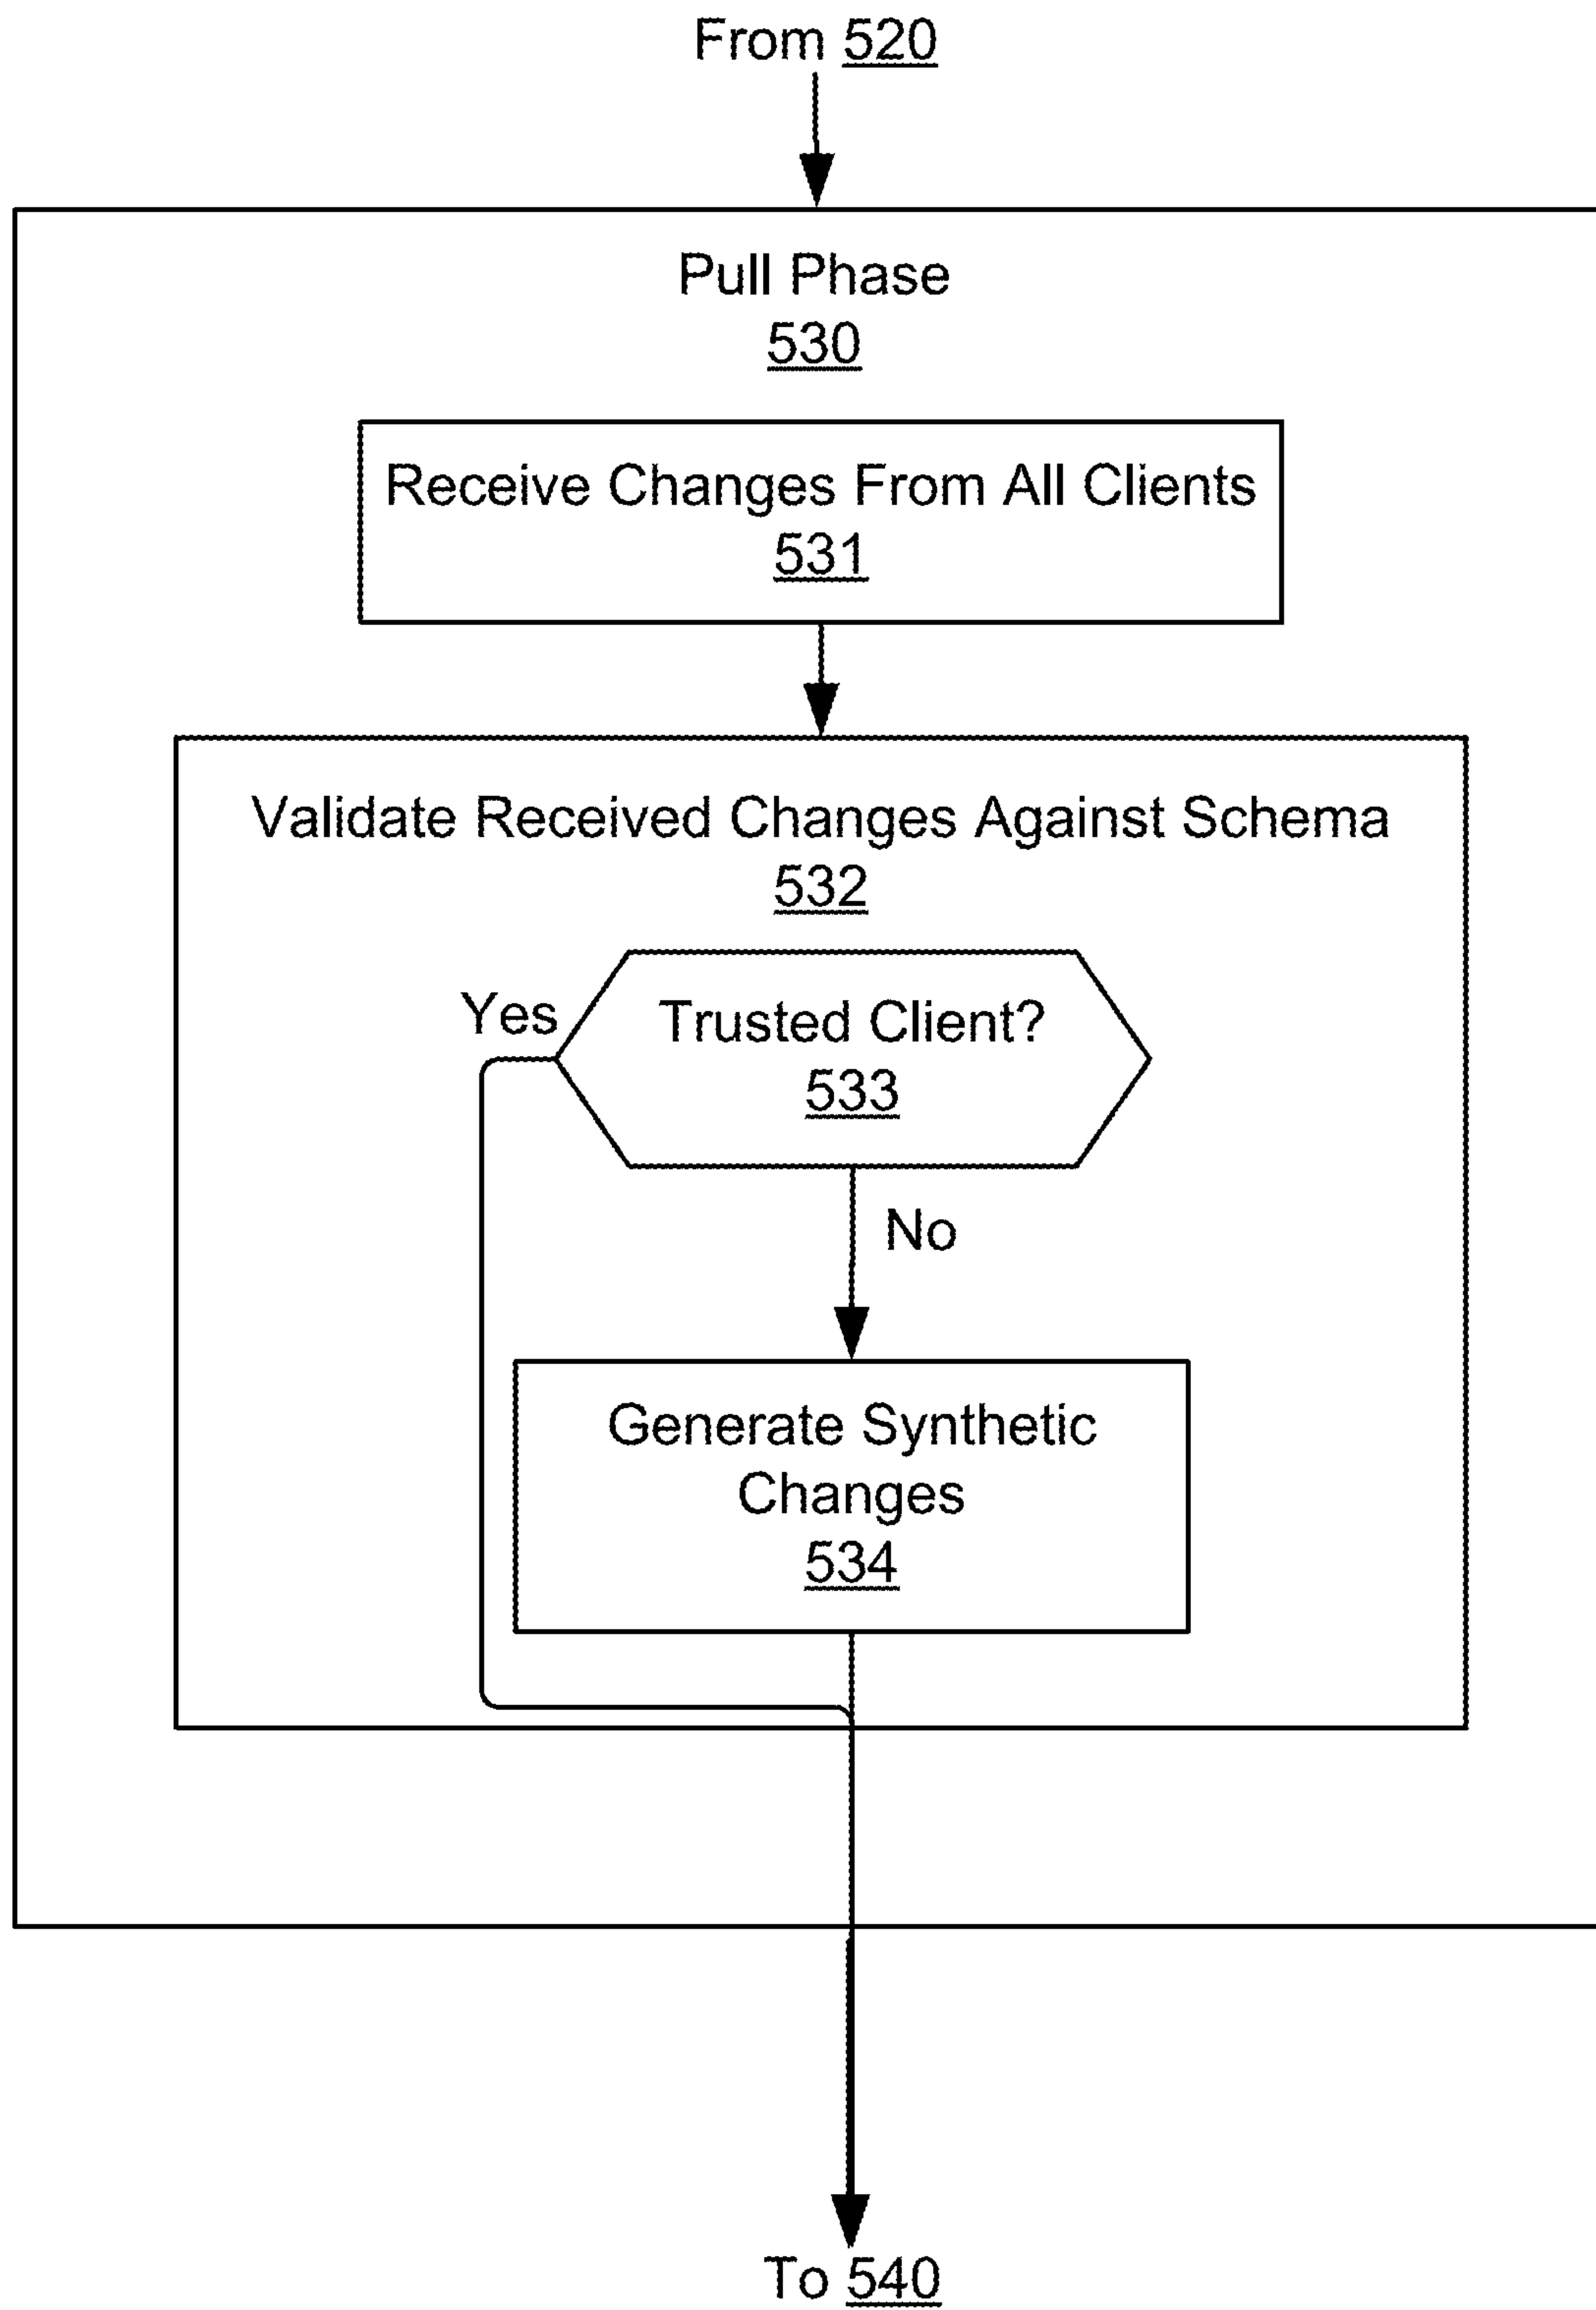 From 520
Pull Phase
530
Receive Changes From All Clients
531
Validate Received Changes Against Schema
532
Yes
Trusted Client?
533
No
Generate Synthetic
Changes
534
To 540